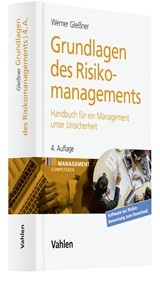 Werner Gleißner
Grundlagen
des Risiko-
managements
Handbuch für ein Management
unter Unsicherheit
4. Auflage
MANAGEMENT
COMPETENCE
Software zur Risiko-
bewertung zum Download!
Vahlen
Gleißner
Grundlagen
des Risikomanagements
4. A.
Vahlen